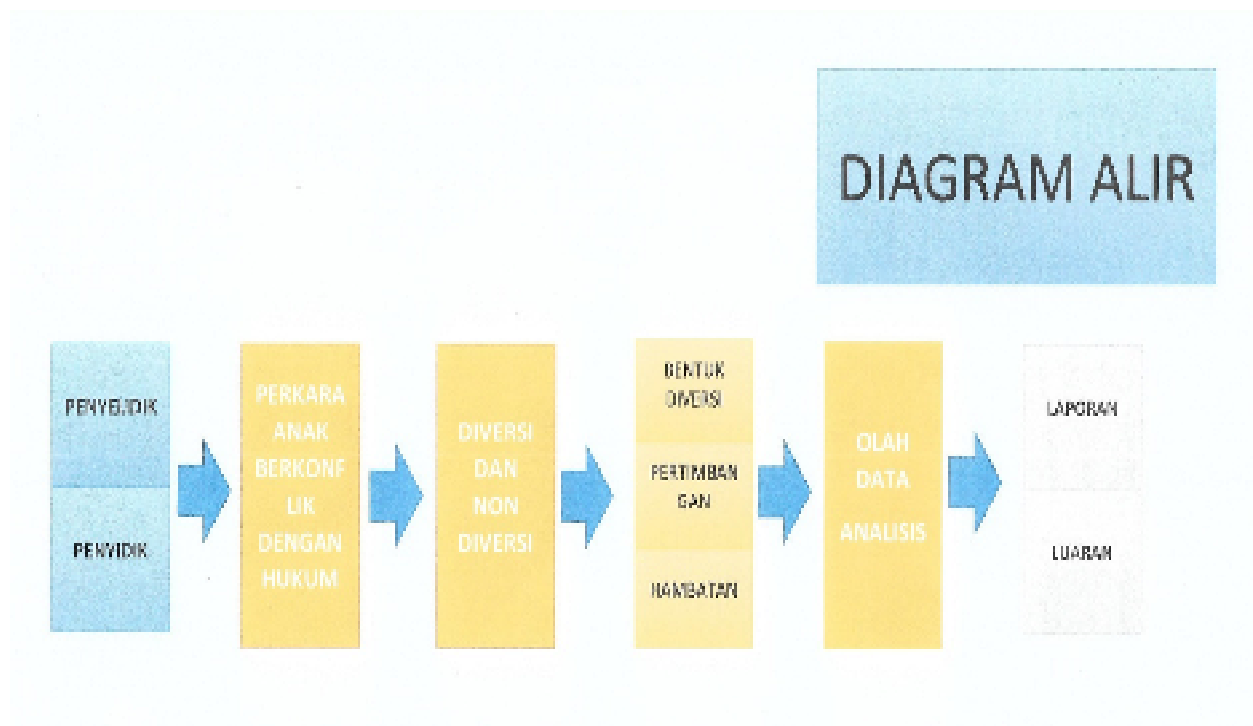 DIAGRAM ALIR
PENYELIDIK
PENYIDIK
PERKARA
ANAK
BERKONF
LIK
DENGAN
HUKUM
DIVERSI
DAN
NON
DIVERSI
BENTUK
DIVERSI
PERTIMBAN
GAN
HAMBATAN
OLAH
DATA
ANALISIS
LAPORAN
LUARAN